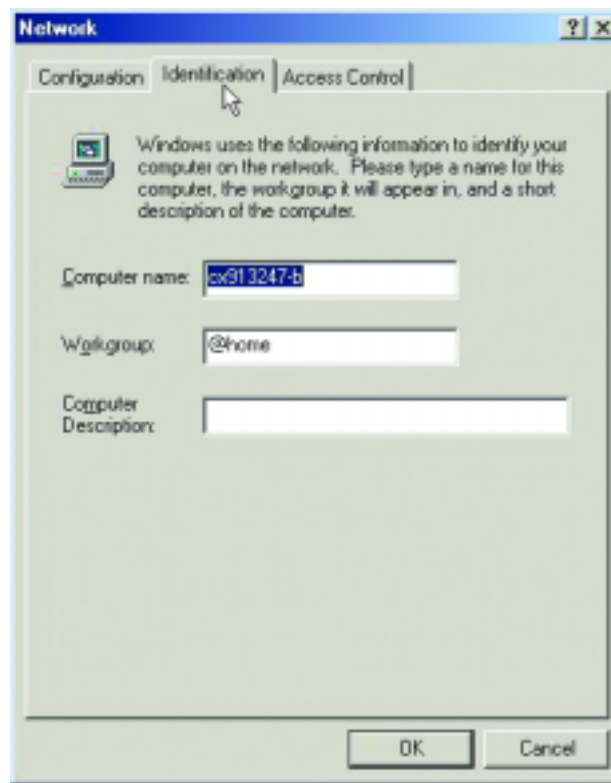 Network
Configuration Identification Access Control
Windows uses the following information to identify your
computer on the network. Please type a name for this
computer, the workgroup it will appear in, and a short
description of the computer.
Computer name: cx913247-b
Workgroup: @home
Computer
Description:
OK Cancel